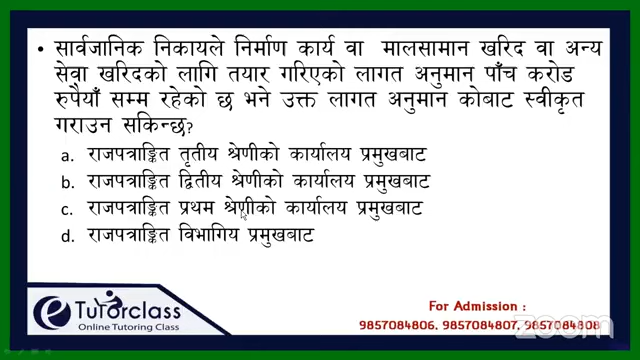 • सार्वजानिक निकायले निर्माण कार्य वा मालसामान खरिद वा अन्य
सेवा खरिदको लागि तयार गरिएको लागत अनुमान पाँच करोड
रुपैयाँ सम्म रहेको छ भने उक्त लागत अनुमान कोबाट स्वीकृत
गराउन सकिन्छ?
a. राजपत्राङ्कित तृतीय श्रेणीको कार्यालय प्रमुखबाट
b. राजपत्राङ्कित द्वितीय श्रेणीको कार्यालय प्रमुखबाट
c. राजपत्राङ्कित प्रथम श्रेणीको कार्यालय प्रमुखबाट
d. राजपत्राङ्कित विभागिय प्रमुखबाट
e Tutorclass
Online Tutoring Class
For Admission :
9857084806, 9857084807, 9857084808
zoom